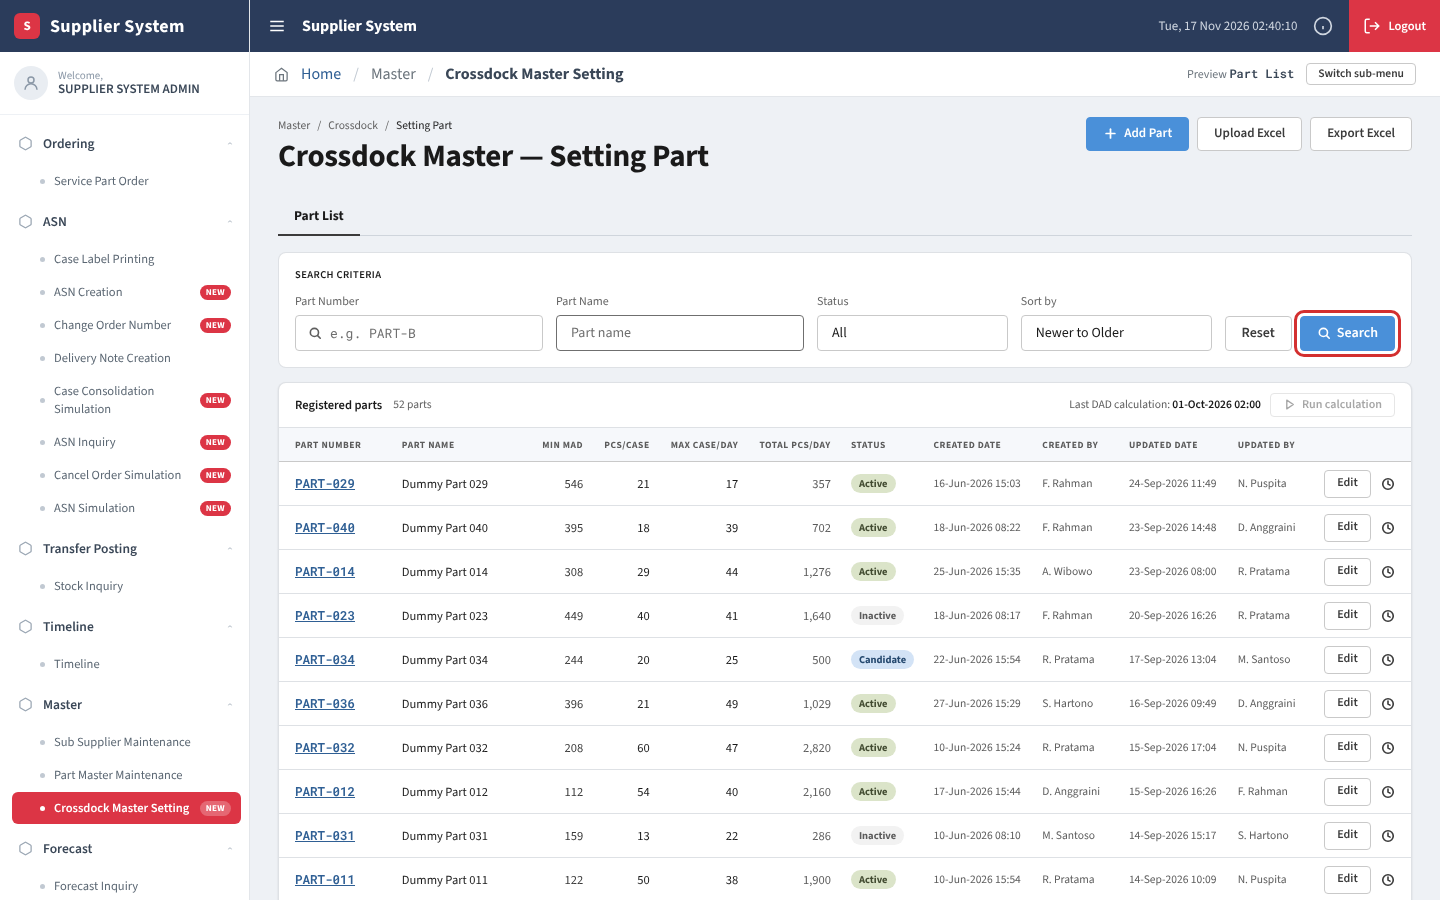 S Supplier System
Supplier System
Tue, 17 Nov 2026 02:40:10
Logout
Welcome,
SUPPLIER SYSTEM ADMIN
Ordering
Service Part Order
ASN
Case Label Printing
ASN Creation NEW
Change Order Number NEW
Delivery Note Creation
Case Consolidation
Simulation NEW
ASN Inquiry NEW
Cancel Order Simulation NEW
ASN Simulation NEW
Transfer Posting
Stock Inquiry
Timeline
Timeline
Master
Sub Supplier Maintenance
Part Master Maintenance
Crossdock Master Setting NEW
Forecast
Forecast Inquiry
Home / Master / Crossdock Master Setting
Preview Part List Switch sub-menu
Master / Crossdock / Setting Part
Crossdock Master — Setting Part
Add Part Upload Excel Export Excel
Part List
SEARCH CRITERIA
Part Number Part Name Status Sort by
e.g. PART-B Part name All Newer to Older Reset Search
Registered parts 52 parts
Last DAD calculation: 01-Oct-2026 02:00 Run calculation
PART NUMBER PART NAME MIN MAD PCS/CASE MAX CASE/DAY TOTAL PCS/DAY STATUS CREATED DATE CREATED BY UPDATED DATE UPDATED BY
PART-029 Dummy Part 029 546 21 17 357 Active 16-Jun-2026 15:03 F. Rahman 24-Sep-2026 11:49 N. Puspita Edit
PART-040 Dummy Part 040 395 18 39 702 Active 18-Jun-2026 08:22 F. Rahman 23-Sep-2026 14:48 D. Anggraini Edit
PART-014 Dummy Part 014 308 29 44 1,276 Active 25-Jun-2026 15:35 A. Wibowo 23-Sep-2026 08:00 R. Pratama Edit
PART-023 Dummy Part 023 449 40 41 1,640 Inactive 18-Jun-2026 08:17 F. Rahman 20-Sep-2026 16:26 R. Pratama Edit
PART-034 Dummy Part 034 244 20 25 500 Candidate 22-Jun-2026 15:54 R. Pratama 17-Sep-2026 13:04 M. Santoso Edit
PART-036 Dummy Part 036 396 21 49 1,029 Active 27-Jun-2026 15:29 S. Hartono 16-Sep-2026 09:49 D. Anggraini Edit
PART-032 Dummy Part 032 208 60 47 2,820 Active 10-Jun-2026 15:24 R. Pratama 15-Sep-2026 17:04 N. Puspita Edit
PART-012 Dummy Part 012 112 54 40 2,160 Active 17-Jun-2026 15:44 D. Anggraini 15-Sep-2026 16:26 F. Rahman Edit
PART-031 Dummy Part 031 159 13 22 286 Inactive 10-Jun-2026 08:10 M. Santoso 14-Sep-2026 15:17 S. Hartono Edit
PART-011 Dummy Part 011 122 50 38 1,900 Active 10-Jun-2026 15:54 R. Pratama 14-Sep-2026 10:09 N. Puspita Edit